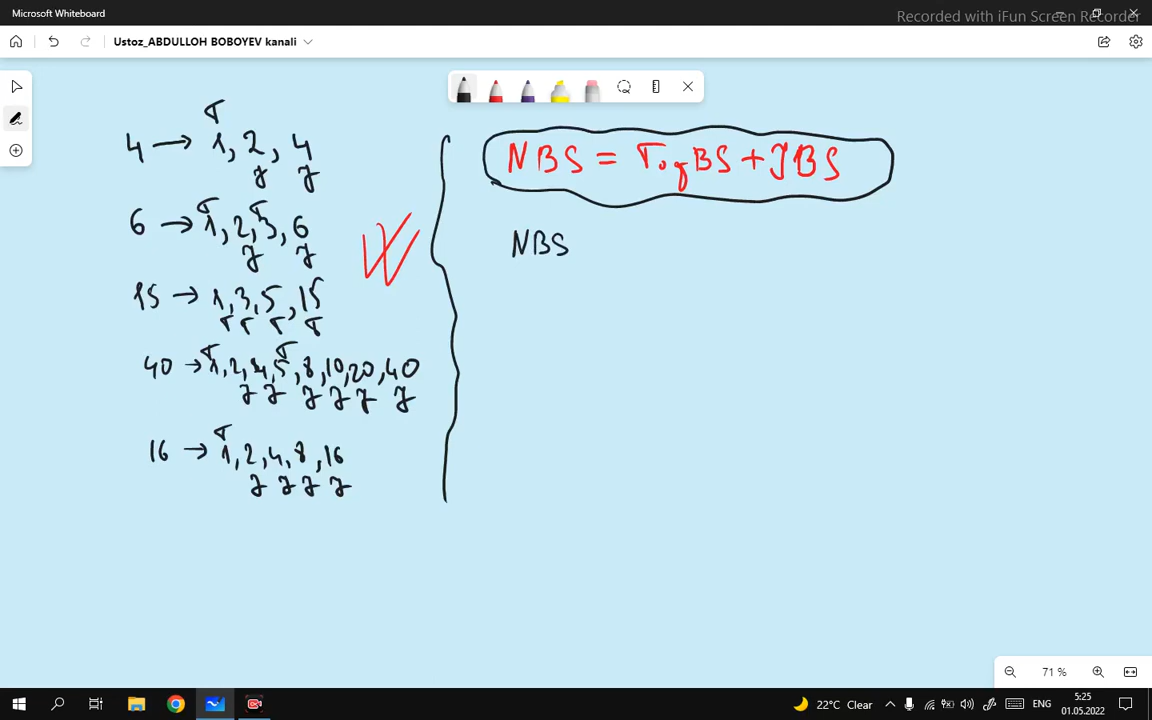 Microsoft Whiteboard
Recorded with iFun Screen Recorder
Ustoz_ABDULLOH BOBOYEV kanali
T
4 → 1, 2, 4
J J
T T
6 → 1, 2, 3, 6
J J
15 → 1, 3, 5, 15
T T T T
T T
40 → 1, 2, 4, 5, 8, 10, 20, 40
J J J J J J
T
16 → 1, 2, 4, 8, 16
J J J J
NBS = ToqBS + JBS
NBS
71 %
22°C Clear
ENG
5:25
01.05.2022